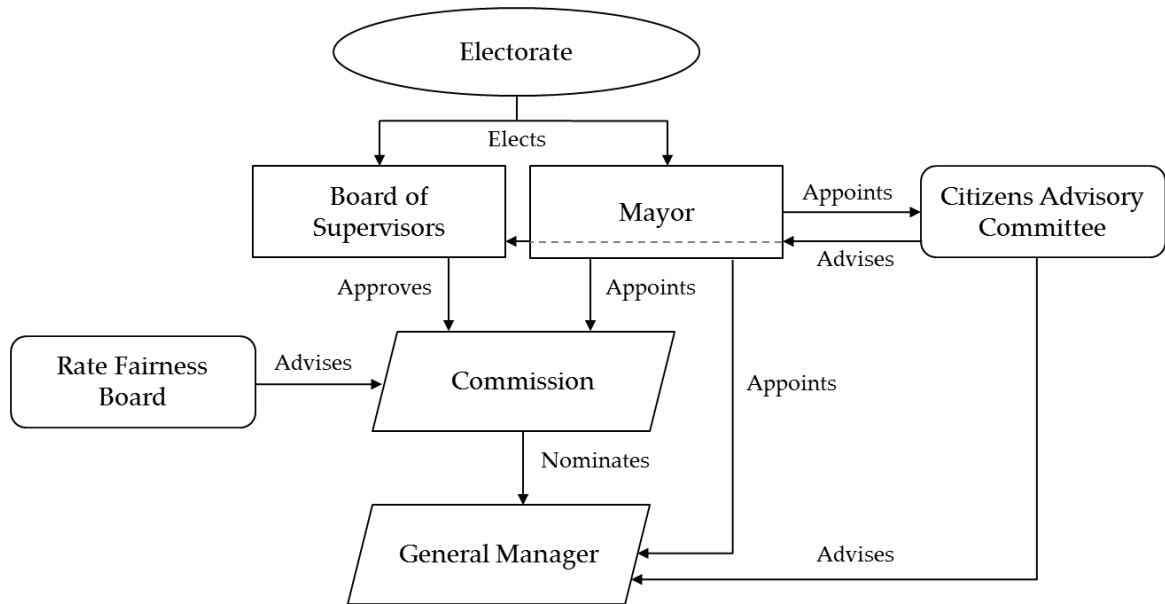 Electorate
Elects
Board of
Supervisors
Mayor
Appoints
Citizens Advisory
Committee
Advises
Approves
Appoints
Rate Fairness
Board
Advises
Commission
Appoints
Nominates
General Manager
Advises